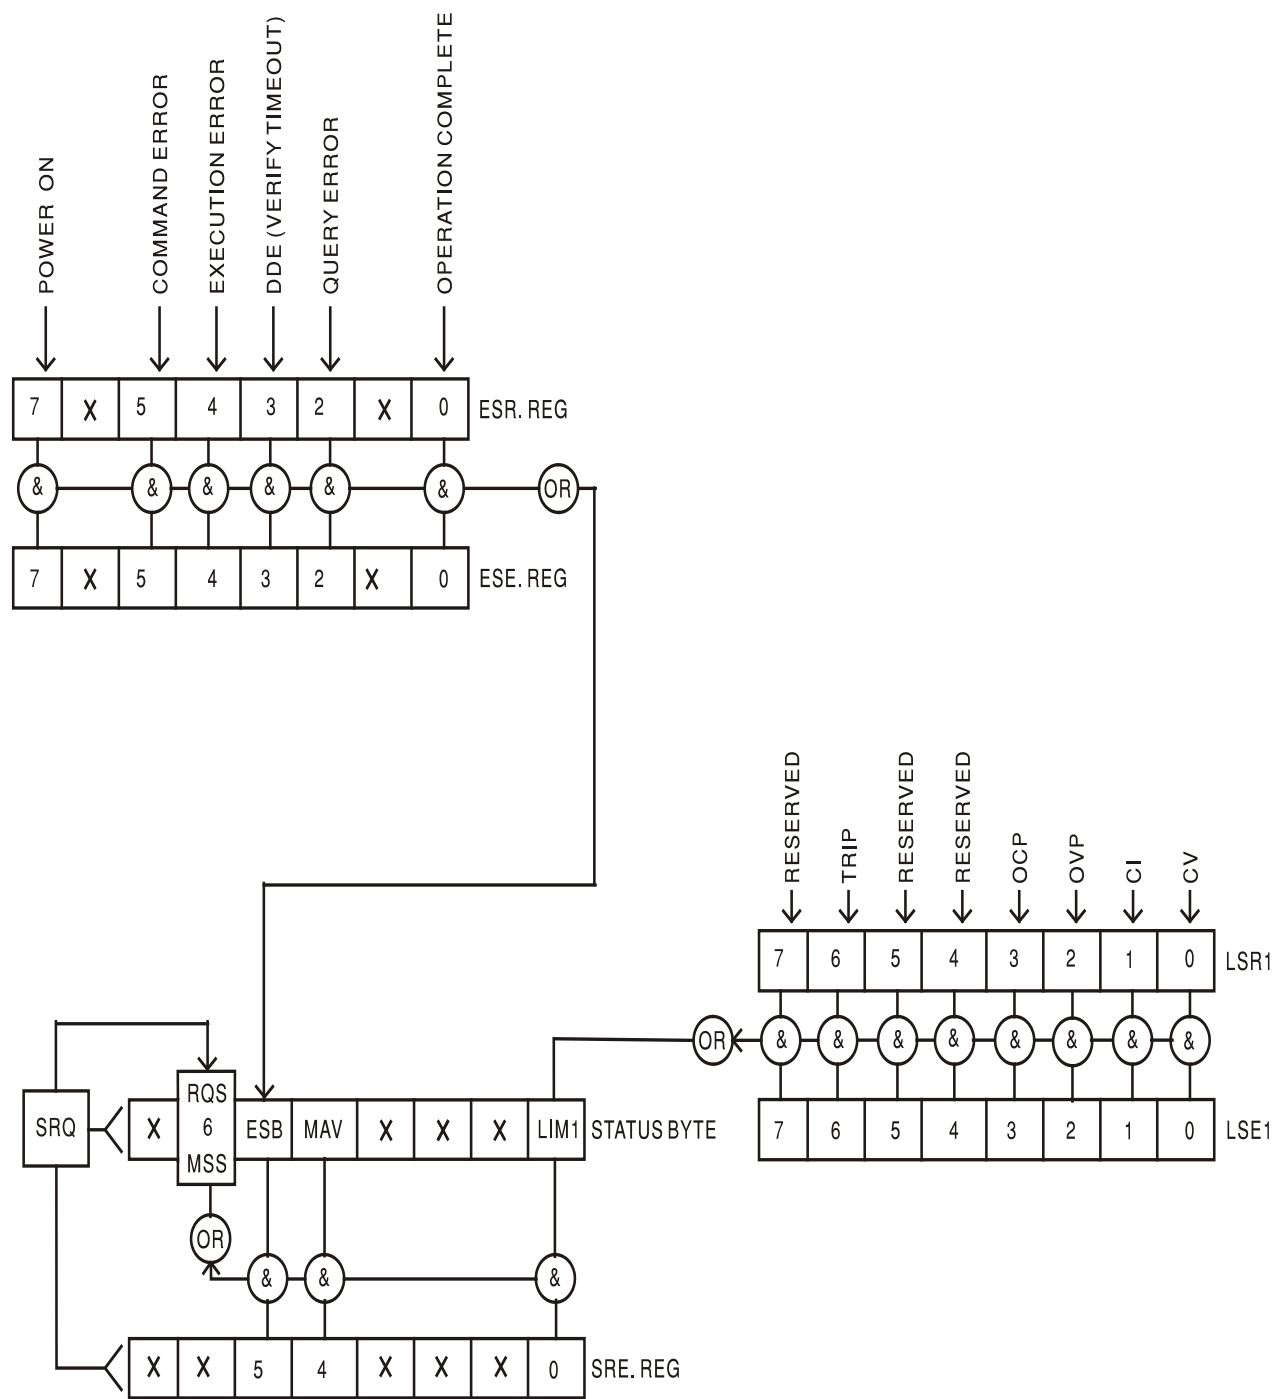 POWER ON
COMMAND ERROR
EXECUTION ERROR
DDE (VERIFY TIMEOUT)
QUERY ERROR
OPERATION COMPLETE
7 X 5 4 3 2 X 0 ESR. REG
& & & & & & OR
7 X 5 4 3 2 X 0 ESE. REG
RESERVED
TRIP
RESERVED
RESERVED
OCP
OVP
CI
CV
7 6 5 4 3 2 1 0 LSR1
OR & & & & & & & &
7 6 5 4 3 2 1 0 LSE1
SRQ
X RQS 6 MSS ESB MAV X X X LIM1 STATUS BYTE
OR
& & &
X X 5 4 X X X 0 SRE. REG